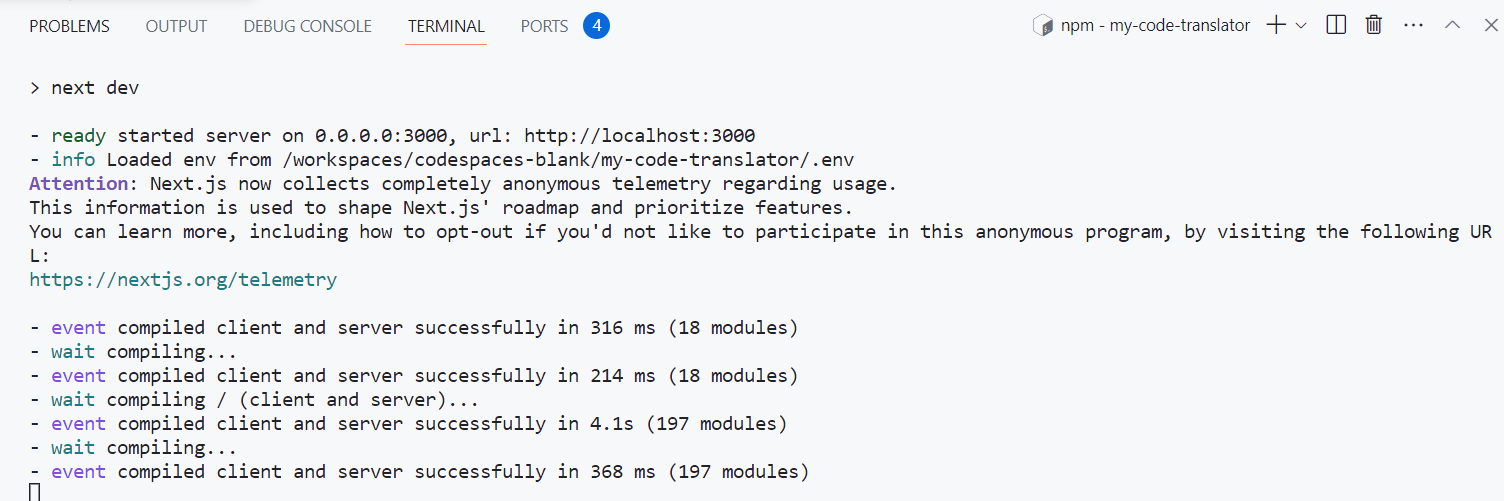 PROBLEMS OUTPUT DEBUG CONSOLE TERMINAL PORTS 4 npm - my-code-translator
> next dev
- ready started server on 0.0.0.0:3000, url: http://localhost:3000
- info Loaded env from /workspaces/codespaces-blank/my-code-translator/.env
Attention: Next.js now collects completely anonymous telemetry regarding usage.
This information is used to shape Next.js' roadmap and prioritize features.
You can learn more, including how to opt-out if you'd not like to participate in this anonymous program, by visiting the following UR
L:
https://nextjs.org/telemetry
- event compiled client and server successfully in 316 ms (18 modules)
- wait compiling...
- event compiled client and server successfully in 214 ms (18 modules)
- wait compiling / (client and server)...
- event compiled client and server successfully in 4.1s (197 modules)
- wait compiling...
- event compiled client and server successfully in 368 ms (197 modules)